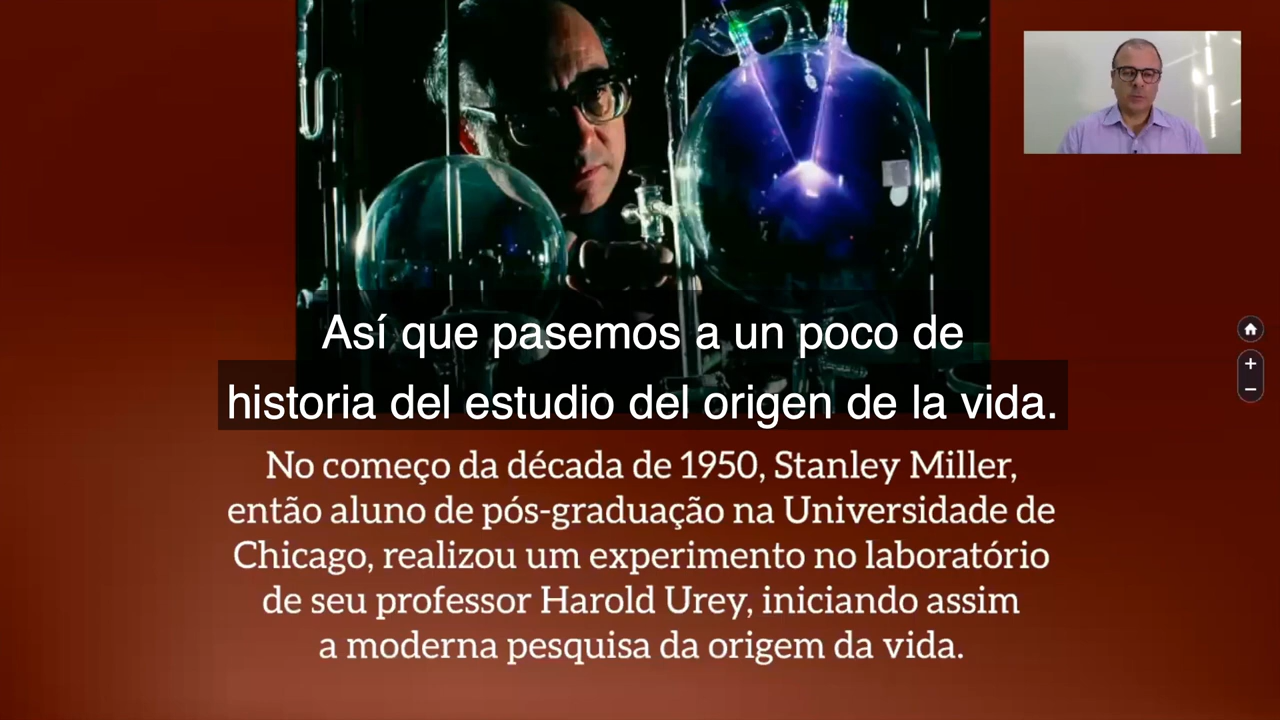 Así que pasemos a un poco de
historia del estudio del origen de la vida.
No começo da década de 1950, Stanley Miller,
então aluno de pós-graduação na Universidade de
Chicago, realizou um experimento no laboratório
de seu professor Harold Urey, iniciando assim
a moderna pesquisa da origem da vida.